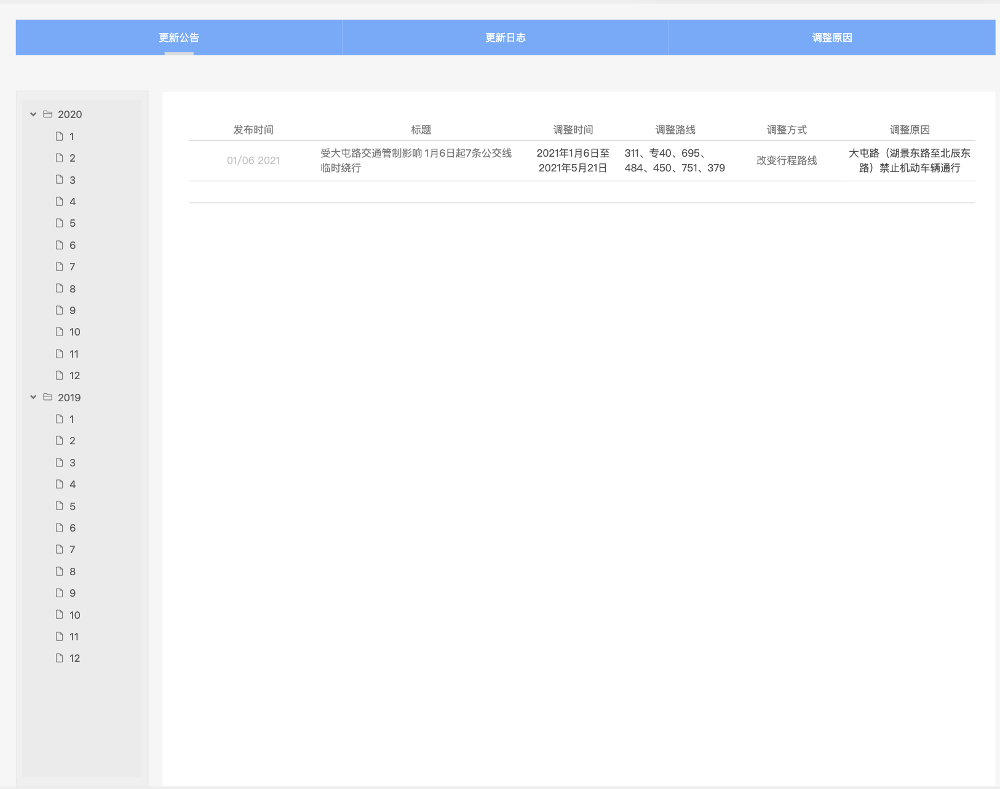 更新公告
更新日志
调整原因
2020
1
2
3
4
5
6
7
8
9
10
11
12
2019
1
2
3
4
5
6
7
8
9
10
11
12
发布时间 标题 调整时间 调整路线 调整方式 调整原因
01/06 2021
受大屯路交通管制影响 1月6日起7条公交线
临时绕行
2021年1月6日至
2021年5月21日
311、专40、695、
484、450、751、379
改变行程路线
大屯路（湖景东路至北辰东
路）禁止机动车辆通行